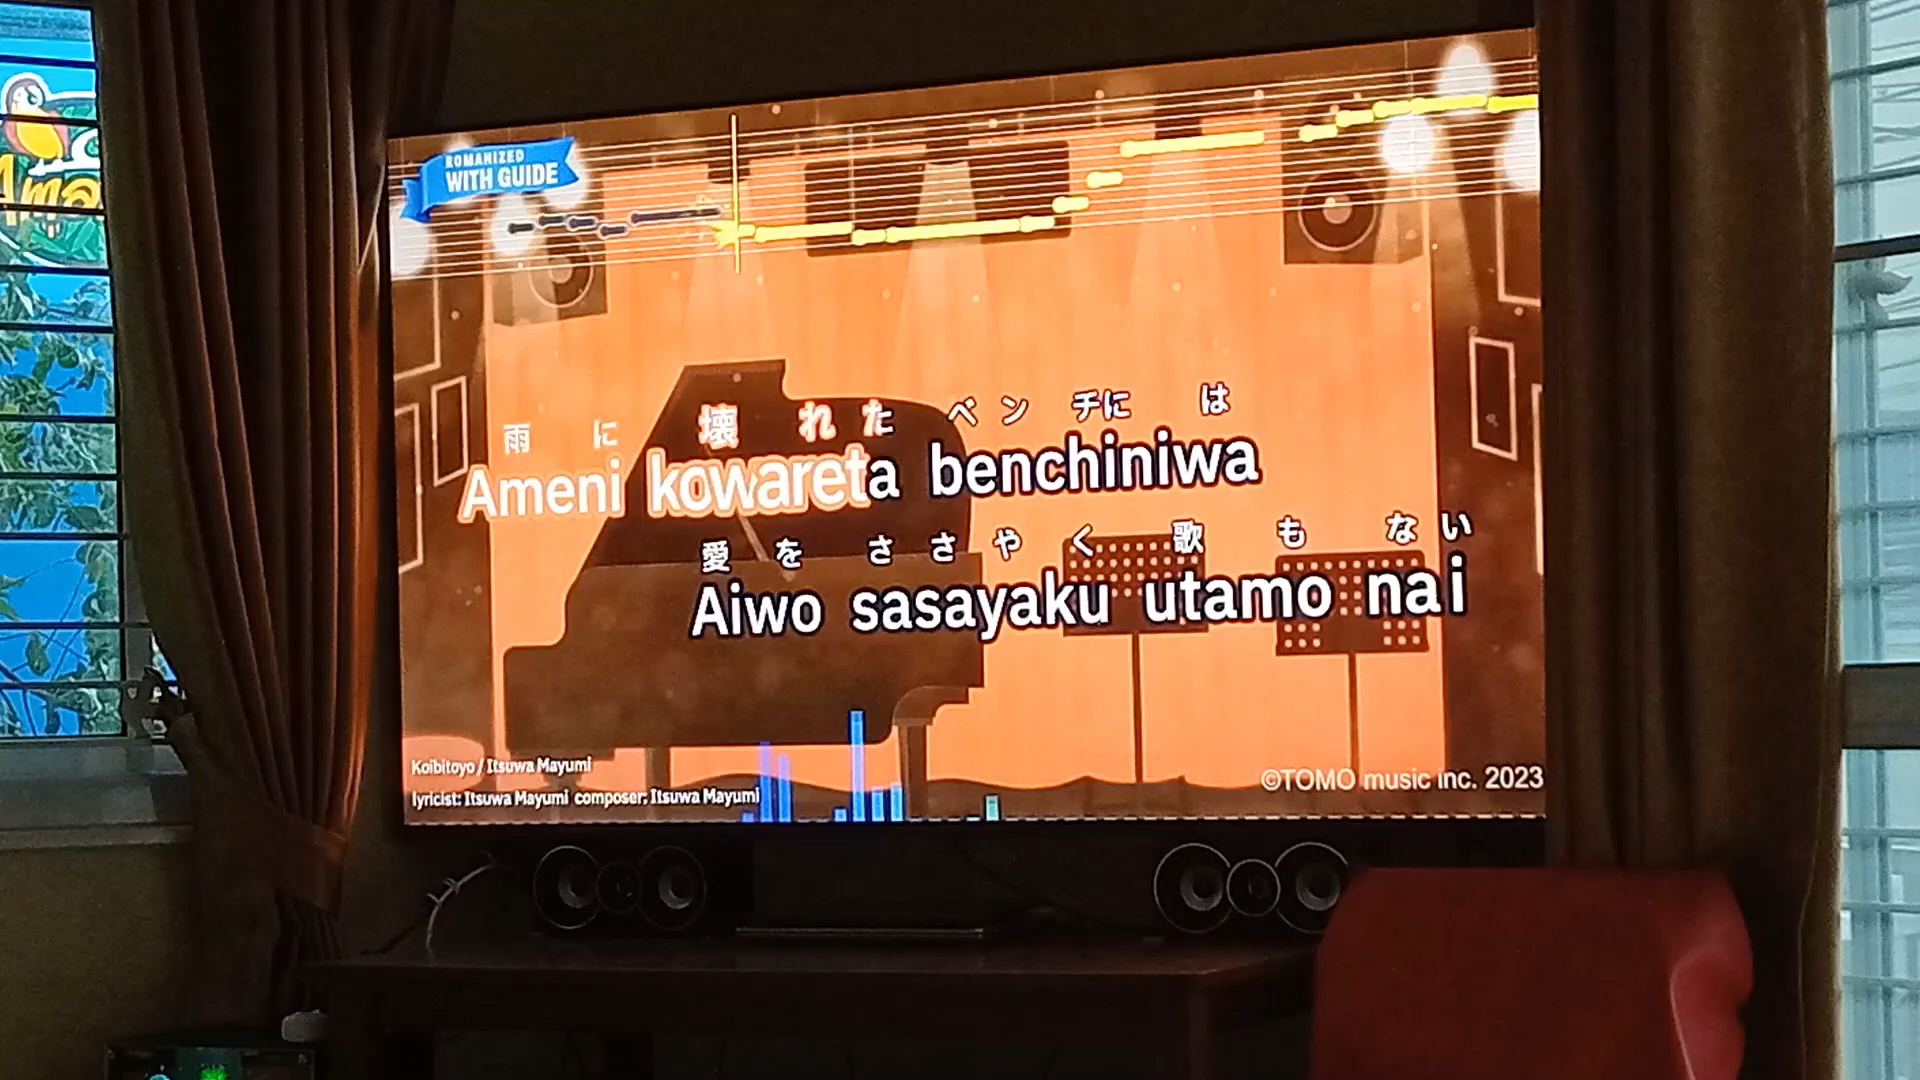 ROMANIZED
WITH GUIDE
雨に壊れたベンチには
Ameni kowareta benchiniwa
愛をささやく歌もない
Aiwo sasayaku utamo nai
Koibitoyo / Itsuwa Mayumi
lyricist: Itsuwa Mayumi composer: Itsuwa Mayumi
©TOMO music inc. 2023